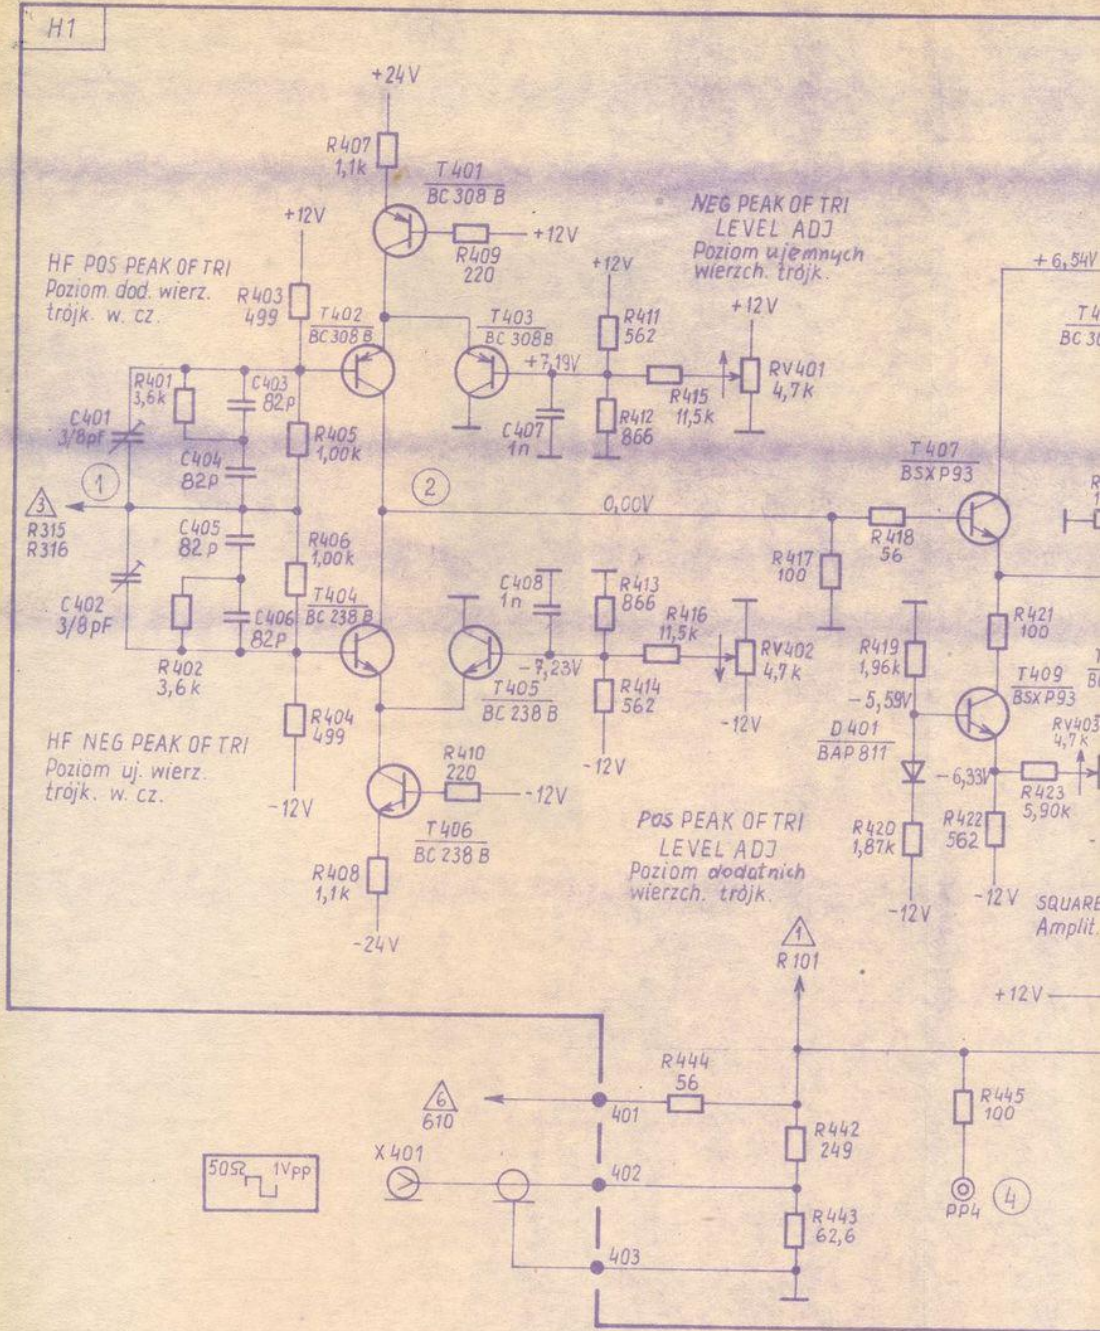 H1
+24V
R407
1,1k
T401
BC 308 B
+12V
R409
220
+12V
HF POS PEAK OF TRI
Poziom dod. wierz.
trójk. w. cz.
R403
499
T402
BC 308 B
T403
BC 308B
+7,19V
+12V
R411
562
NEG PEAK OF TRI
LEVEL ADJ
Poziom ujemnych
wierzch. trójk.
+12V
RV401
4,7k
R415
11,5k
R412
866
C407
1n
+6,54V
R401
3,6k
C403
82p
C401
3/8pF
R405
1,00k
C404
82p
1
2
3
R315
R316
0,00V
T407
BSXP93
R418
56
R417
100
C405
82p
R406
1,00k
C402
3/8pF
T404
BC 238 B
C406
82p
R402
3,6k
C408
1n
R413
866
R416
11,5k
RV402
4,7k
-7,23V
T405
BC 238 B
R414
562
-12V
-12V
R419
1,96k
-5,59V
R421
100
T409
BSXP93
RV403
4,7k
D401
BAP811
-6,33V
R423
5,90k
R420
1,87k
R422
562
-12V
-12V
R404
499
HF NEG PEAK OF TRI
Poziom uj. wierz.
trójk. w. cz.
-12V
R410
220
-12V
T406
BC 238 B
R408
1,1k
-24V
POS PEAK OF TRI
LEVEL ADJ
Poziom dodatnich
wierzch. trójk.
SQUARE
Amplit.
1
R101
+12V
R444
56
6
610
401
R442
249
R445
100
X401
50Ω 1Vpp
402
PP4
4
R443
62,6
403